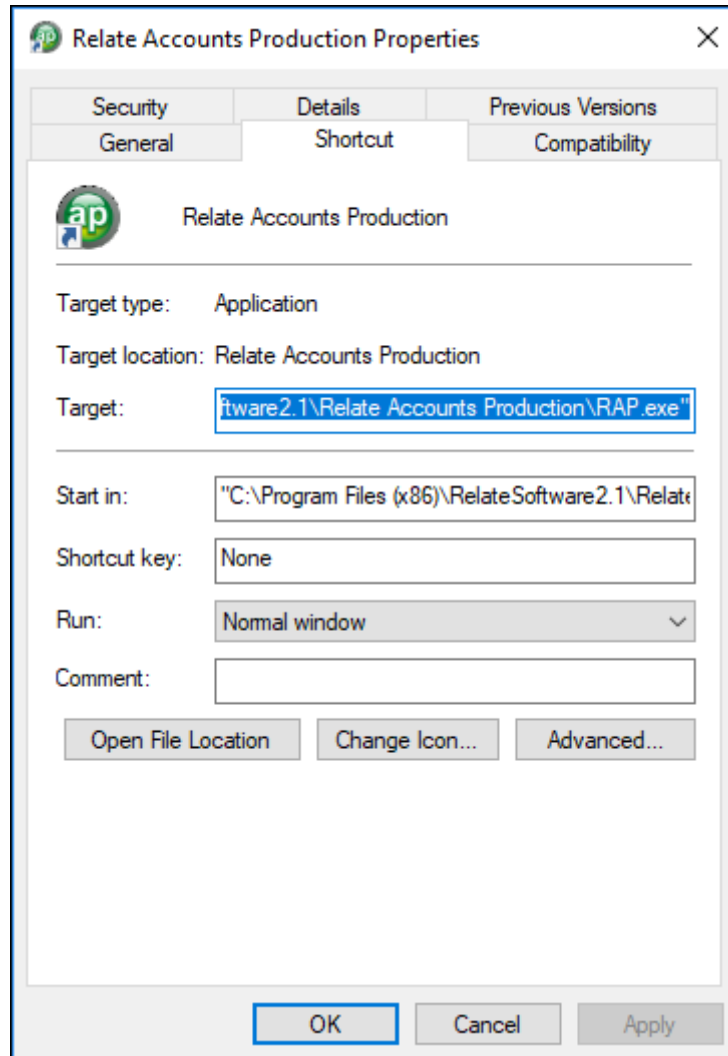 Relate Accounts Production Properties
Security Details Previous Versions
General Shortcut Compatibility
ap
Relate Accounts Production
Target type: Application
Target location: Relate Accounts Production
Target: ftware2.1\Relate Accounts Production\RAP.exe"
Start in: "C:\Program Files (x86)\RelateSoftware2.1\Relate
Shortcut key: None
Run: Normal window
Comment:
Open File Location Change Icon... Advanced...
OK Cancel Apply